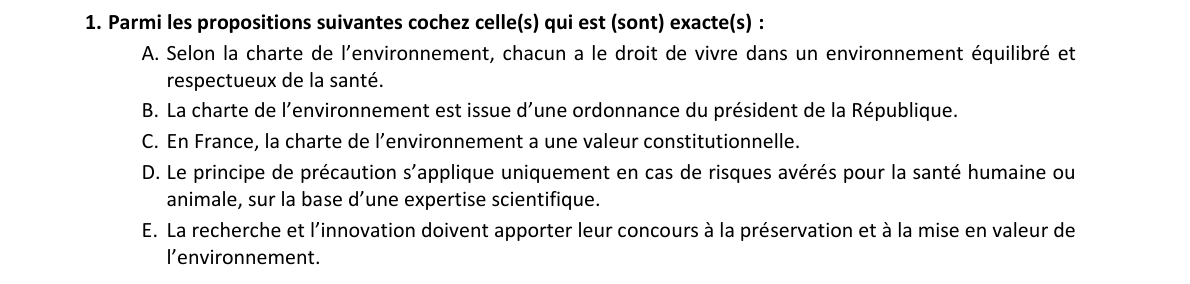 1. Parmi les propositions suivantes cochez celle(s) qui est (sont) exacte(s) :
A. Selon la charte de l’environnement, chacun a le droit de vivre dans un environnement équilibré et
respectueux de la santé.
B. La charte de l’environnement est issue d’une ordonnance du président de la République.
C. En France, la charte de l’environnement a une valeur constitutionnelle.
D. Le principe de précaution s’applique uniquement en cas de risques avérés pour la santé humaine ou
animale, sur la base d’une expertise scientifique.
E. La recherche et l’innovation doivent apporter leur concours à la préservation et à la mise en valeur de
l’environnement.